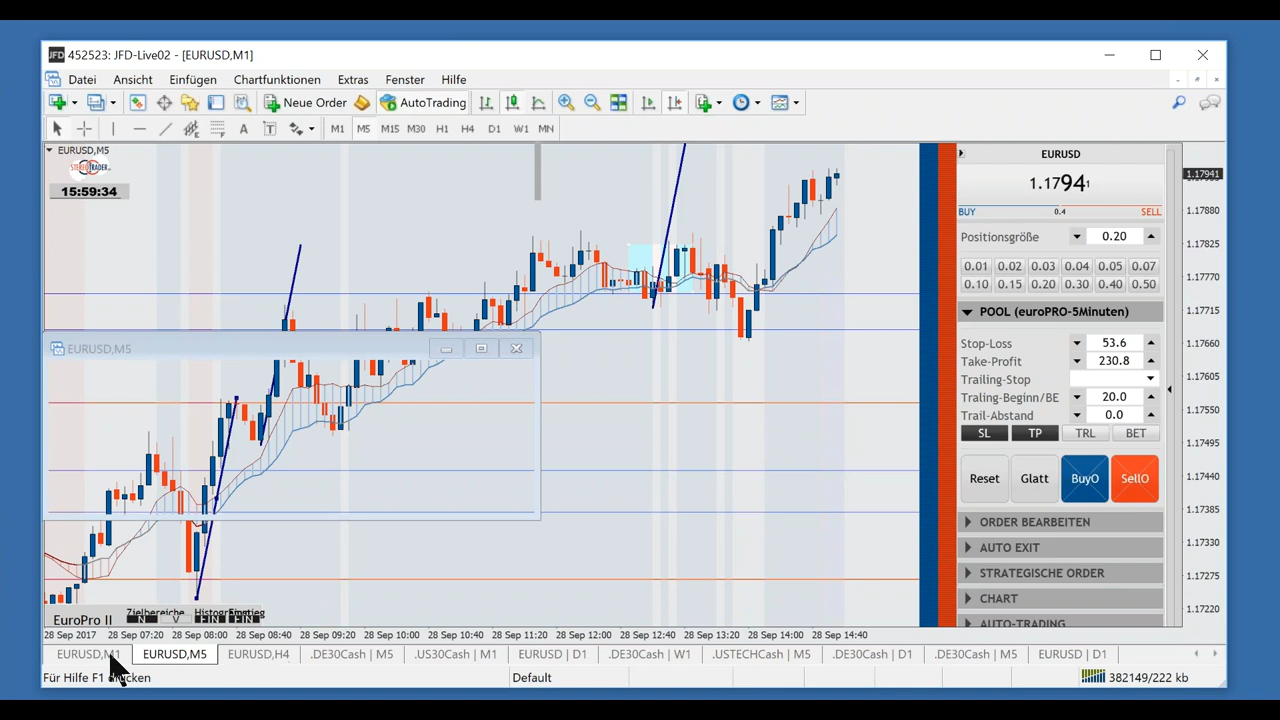 JFD 452523: JFD-Live02 - [EURUSD,M1]
Datei Ansicht Einfügen Chartfunktionen Extras Fenster Hilfe
Neue Order AutoTrading
A T M1 M5 M15 M30 H1 H4 D1 W1 MN
EURUSD,M5
STEREOTRADER
15:59:34
EURUSD
1.17941
BUY 0.4 SELL
Positionsgröße 0.20
0.01 0.02 0.03 0.04 0.05 0.07
0.10 0.15 0.20 0.30 0.40 0.50
POOL (euroPRO-5Minuten)
Stop-Loss 53.6
Take-Profit 230.8
Trailing-Stop
Traling-Beginn/BE 20.0
Trail-Abstand 0.0
SL TP TRL BET
Reset Glatt BuyO SellO
ORDER BEARBEITEN
AUTO EXIT
STRATEGISCHE ORDER
CHART
AUTO-TRADING
1.17941
1.17880
1.17825
1.17770
1.17715
1.17660
1.17605
1.17550
1.17495
1.17440
1.17385
1.17330
1.17275
1.17220
EURUSD,M5
EuroPro II Zielbereiche Histogramm Einstieg
N V EIN EIN
28 Sep 2017 28 Sep 07:20 28 Sep 08:00 28 Sep 08:40 28 Sep 09:20 28 Sep 10:00 28 Sep 10:40 28 Sep 11:20 28 Sep 12:00 28 Sep 12:40 28 Sep 13:20 28 Sep 14:00 28 Sep 14:40
EURUSD,M1 EURUSD,M5 EURUSD,H4 .DE30Cash | M5 .US30Cash | M1 EURUSD | D1 .DE30Cash | W1 .USTECHCash | M5 .DE30Cash | D1 .DE30Cash | M5 EURUSD | D1
Für Hilfe F1 drücken Default 382149/222 kb